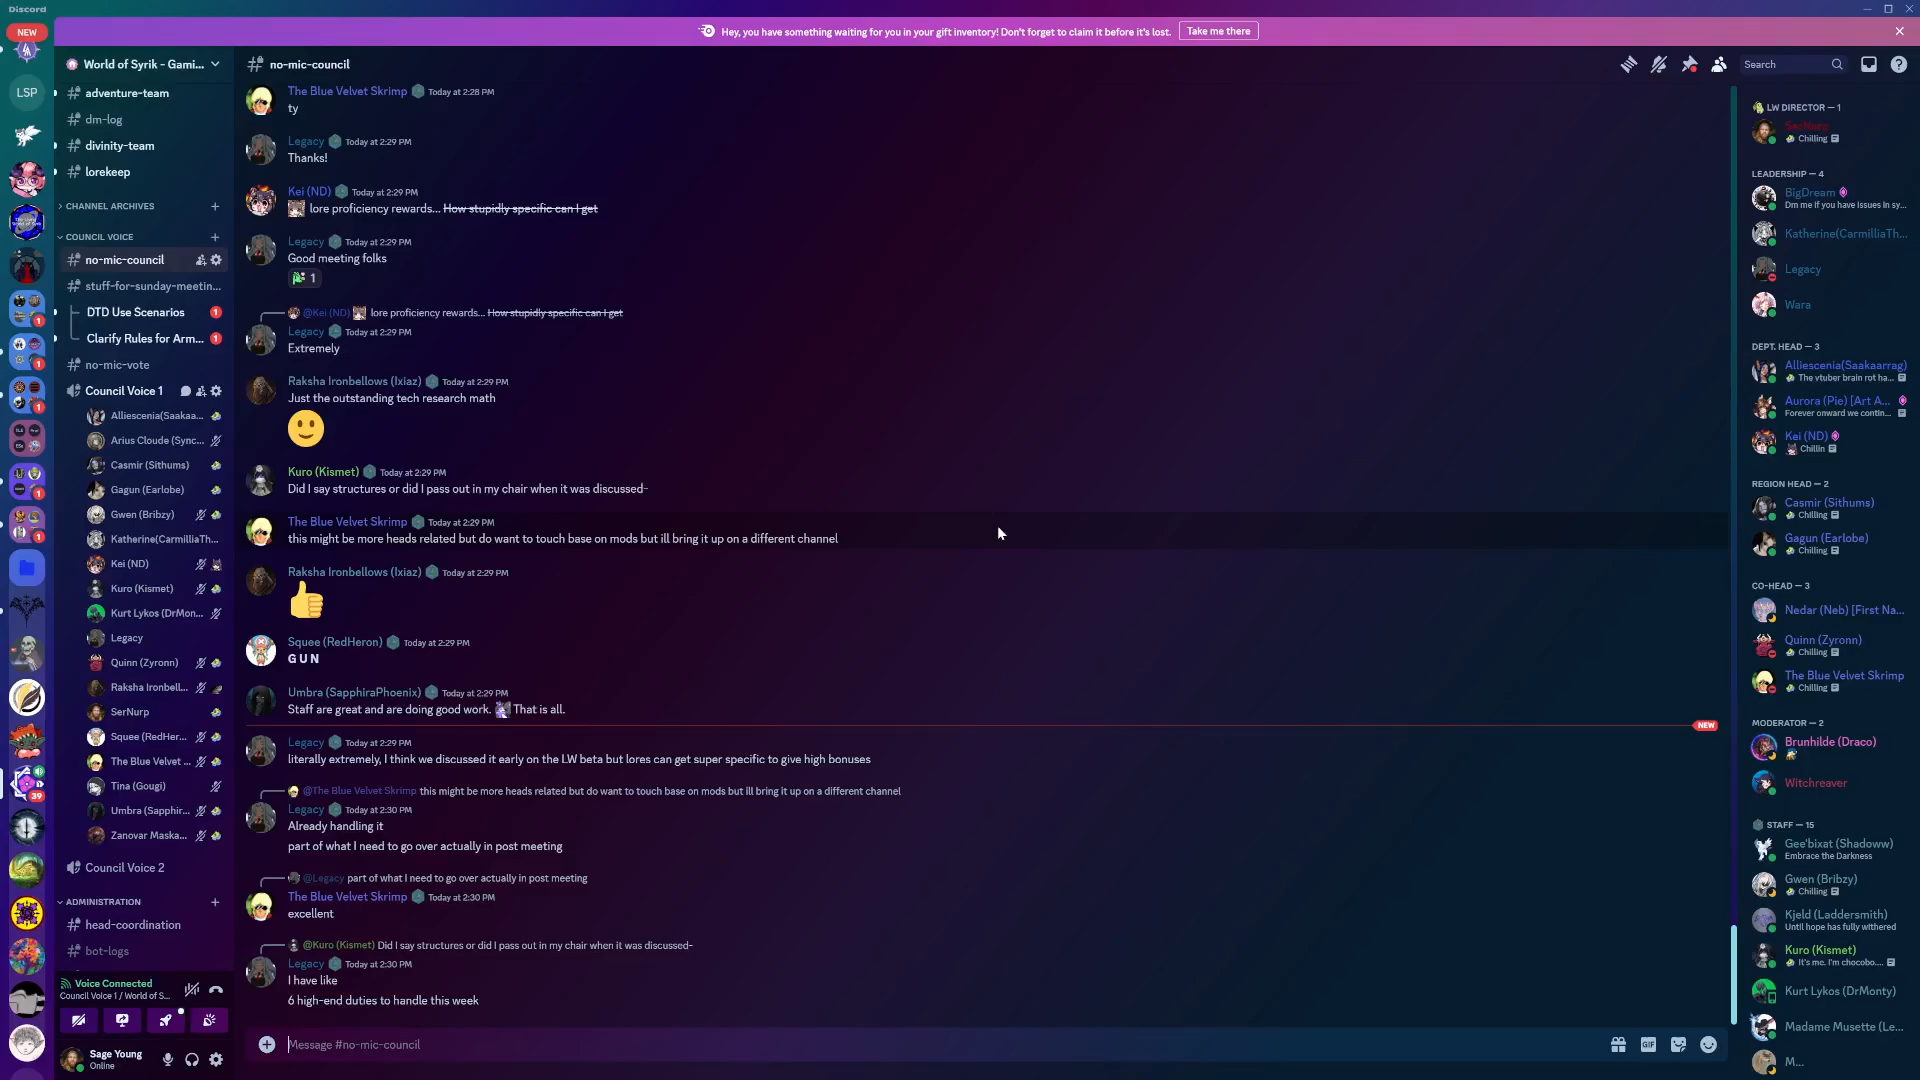 Discord
Hey, you have something waiting for you in your gift inventory! Don't forget to claim it before it's lost.
Take me there
NEW
LSP
1
1
1
1
1
39
World of Syrik - Gami...
adventure-team
dm-log
divinity-team
lorekeep
CHANNEL ARCHIVES
COUNCIL VOICE
no-mic-council
stuff-for-sunday-meetin...
DTD Use Scenarios
1
Clarify Rules for Arm...
1
no-mic-vote
Council Voice 1
Alliescenia(Saakaa...
Arius Cloude (Sync...
Casmir (Sithums)
Gagun (Earlobe)
Gwen (Bribzy)
Katherine(CarmilliaTh...
Kei (ND)
Kuro (Kismet)
Kurt Lykos (DrMon...
Legacy
Quinn (Zyronn)
Raksha Ironbell...
SerNurp
Squee (RedHer...
The Blue Velvet ...
Tina (Gougi)
Umbra (Sapphir...
Zanovar Maska...
Council Voice 2
ADMINISTRATION
head-coordination
bot-logs
Voice Connected
Council Voice 1 / World of S...
Sage Young
Online
no-mic-council
Search
The Blue Velvet Skrimp Today at 2:28 PM
ty
Legacy Today at 2:29 PM
Thanks!
Kei (ND) Today at 2:29 PM
lore proficiency rewards... How stupidly specific can I get
Legacy Today at 2:29 PM
Good meeting folks
1
@Kei (ND) lore proficiency rewards... How stupidly specific can I get
Legacy Today at 2:29 PM
Extremely
Raksha Ironbellows (Ixiaz) Today at 2:29 PM
Just the outstanding tech research math
Kuro (Kismet) Today at 2:29 PM
Did I say structures or did I pass out in my chair when it was discussed-
The Blue Velvet Skrimp Today at 2:29 PM
this might be more heads related but do want to touch base on mods but ill bring it up on a different channel
Raksha Ironbellows (Ixiaz) Today at 2:29 PM
Squee (RedHeron) Today at 2:29 PM
G U N
Umbra (SapphiraPhoenix) Today at 2:29 PM
Staff are great and are doing good work. That is all.
NEW
Legacy Today at 2:29 PM
literally extremely, I think we discussed it early on the LW beta but lores can get super specific to give high bonuses
@The Blue Velvet Skrimp this might be more heads related but do want to touch base on mods but ill bring it up on a different channel
Legacy Today at 2:30 PM
Already handling it
part of what I need to go over actually in post meeting
@Legacy part of what I need to go over actually in post meeting
The Blue Velvet Skrimp Today at 2:30 PM
excellent
@Kuro (Kismet) Did I say structures or did I pass out in my chair when it was discussed-
Legacy Today at 2:30 PM
I have like
6 high-end duties to handle this week
Message #no-mic-council
GIF
LW DIRECTOR — 1
SerNurp
Chilling
LEADERSHIP — 4
BigDream
Dm me if you have issues in sy...
Katherine(CarmilliaTh...
Legacy
Wara
DEPT. HEAD — 3
Alliescenia(Saakaarrag)
The vtuber brain rot ha...
Aurora (Pie) [Art A...
Forever onward we contin...
Kei (ND)
Chillin
REGION HEAD — 2
Casmir (Sithums)
Chilling
Gagun (Earlobe)
Chilling
CO-HEAD — 3
Nedar (Neb) [First Na...
Quinn (Zyronn)
Chilling
The Blue Velvet Skrimp
Chilling
MODERATOR — 2
Brunhilde (Draco)
Witchreaver
STAFF — 15
Gee'bixat (Shadoww)
Embrace the Darkness
Gwen (Bribzy)
Chilling
Kjeld (Laddersmith)
Until hope has fully withered
Kuro (Kismet)
It's me. I'm chocobo....
Kurt Lykos (DrMonty)
Madame Musette (Le...
M...